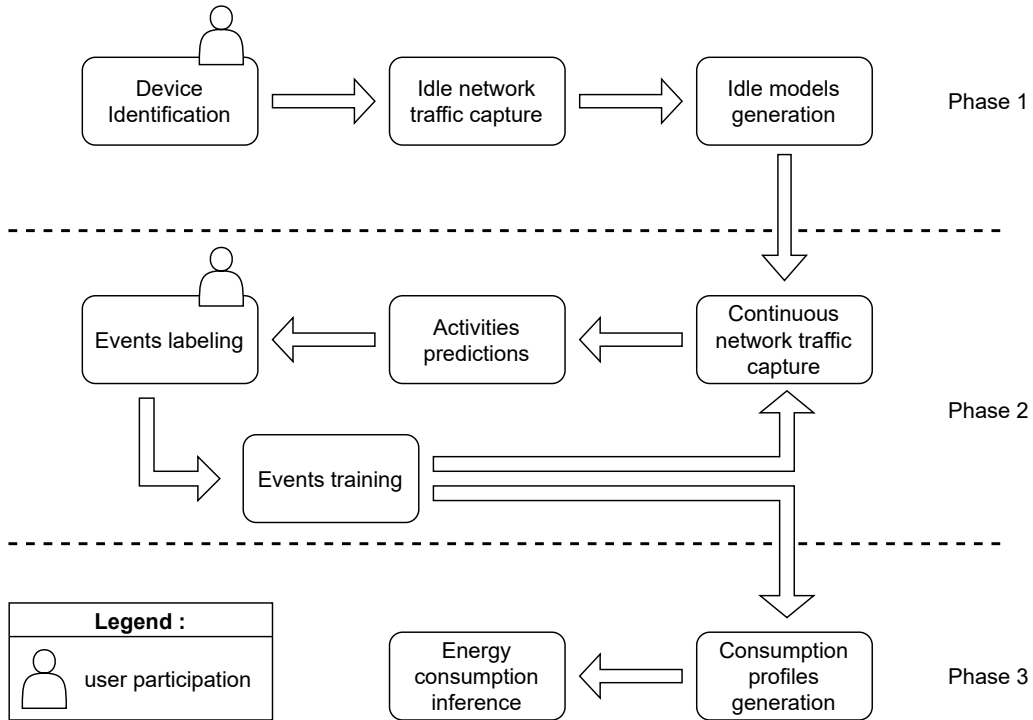 Device
Identification
Idle network
traffic capture
Idle models
generation
Phase 1
Events labeling
Activities
predictions
Continuous
network traffic
capture
Phase 2
Events training
Legend :
user participation
Energy
consumption
inference
Consumption
profiles
generation
Phase 3